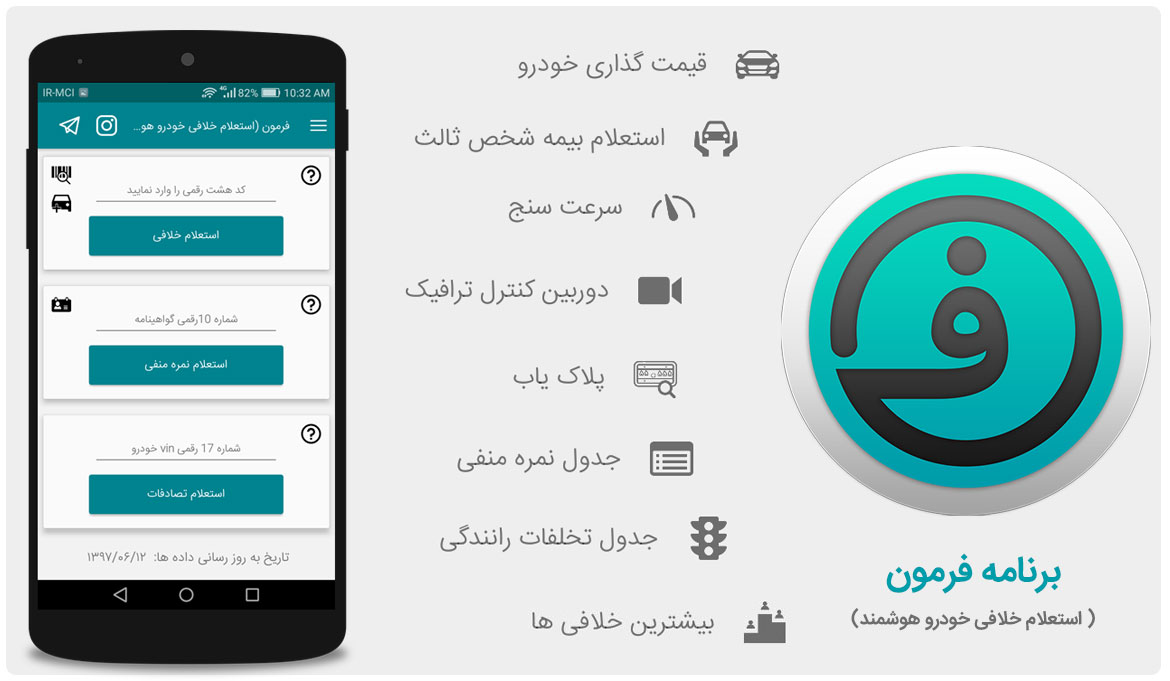 IR-MCI 4G 82% 10:32 AM
فرمون (استعلام خلافی خودرو هو...
کد هشت رقمی را وارد نمایید
استعلام خلافی
شماره 10رقمی گواهینامه
استعلام نمره منفی
شماره 17 رقمی vin خودرو
استعلام تصادفات
تاریخ به روز رسانی داده ها: ۱۳۹۷/۰۶/۱۲
قیمت گذاری خودرو
استعلام بیمه شخص ثالث
سرعت سنج
دوربین کنترل ترافیک
پلاک یاب
جدول نمره منفی
جدول تخلفات رانندگی
بیشترین خلافی ها
ف
برنامه فرمون
( استعلام خلافی خودرو هوشمند)